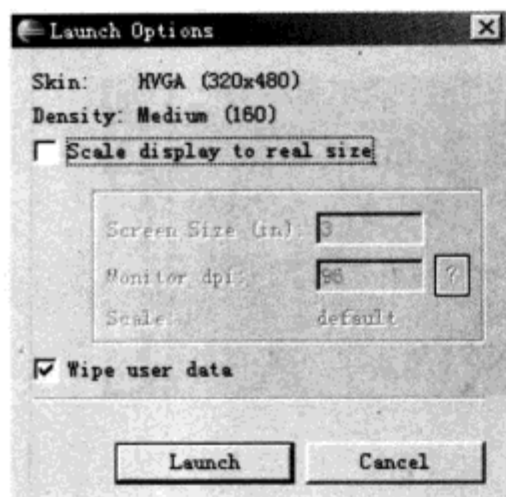 Launch Options
Skin: HVGA (320x480)
Density: Medium (160)
Scale display to real size
Screen Size (in): 3
Monitor dpi: 96 ?
Scale: default
Wipe user data
Launch Cancel